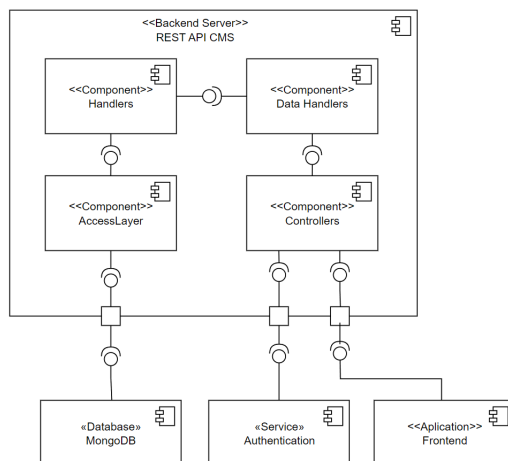 <<Backend Server>>
REST API CMS
<<Component>>
Handlers
<<Component>>
Data Handlers
<<Component>>
AccessLayer
<<Component>>
Controllers
«Database»
MongoDB
«Service»
Authentication
<<Aplication>>
Frontend